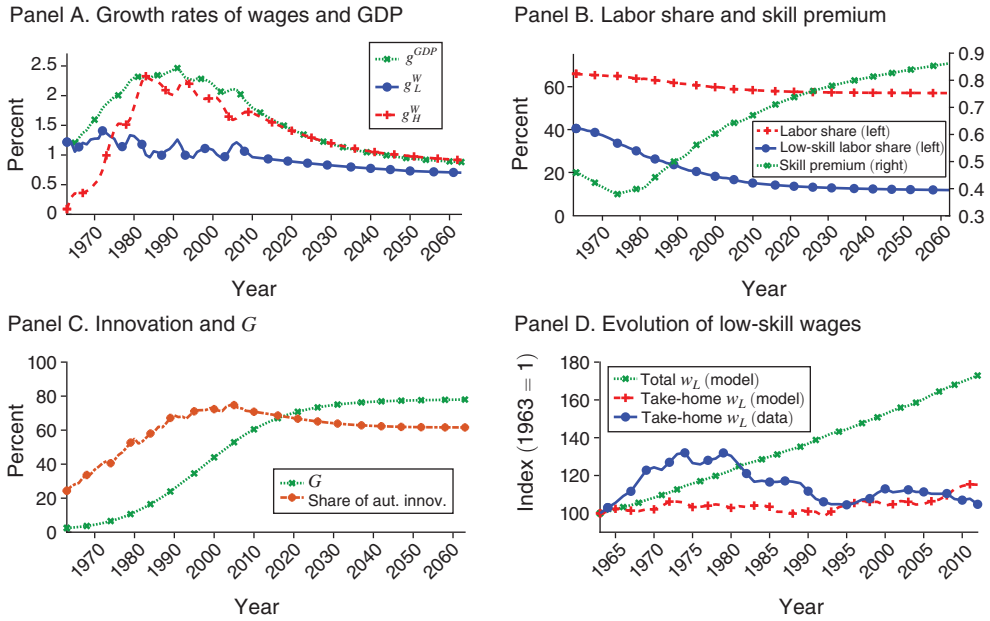 Panel A. Growth rates of wages and GDP
Percent
2.5
2
1.5
1
0.5
0
g^GDP
g_L^W
g_H^W
1970 1980 1990 2000 2010 2020 2030 2040 2050 2060
Year
Panel B. Labor share and skill premium
Percent
60
40
20
0
0.9
0.8
0.7
0.6
0.5
0.4
0.3
Labor share (left)
Low-skill labor share (left)
Skill premium (right)
1970 1980 1990 2000 2010 2020 2030 2040 2050 2060
Year
Panel C. Innovation and G
Percent
100
80
60
40
20
0
G
Share of aut. innov.
1970 1980 1990 2000 2010 2020 2030 2040 2050 2060
Year
Panel D. Evolution of low-skill wages
Index (1963 = 1)
180
160
140
120
100
Total w_L (model)
Take-home w_L (model)
Take-home w_L (data)
1965 1970 1975 1980 1985 1990 1995 2000 2005 2010
Year